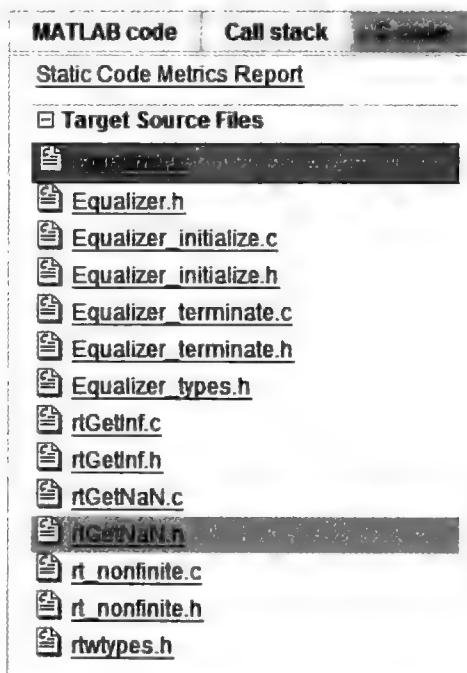 MATLAB code Call stack
Static Code Metrics Report
Target Source Files
Equalizer.h
Equalizer_initialize.c
Equalizer_initialize.h
Equalizer_terminate.c
Equalizer_terminate.h
Equalizer_types.h
rtGetInf.c
rtGetInf.h
rtGetNaN.c
rtGetNaN.h
rt_nonfinite.c
rt_nonfinite.h
rtwtypes.h